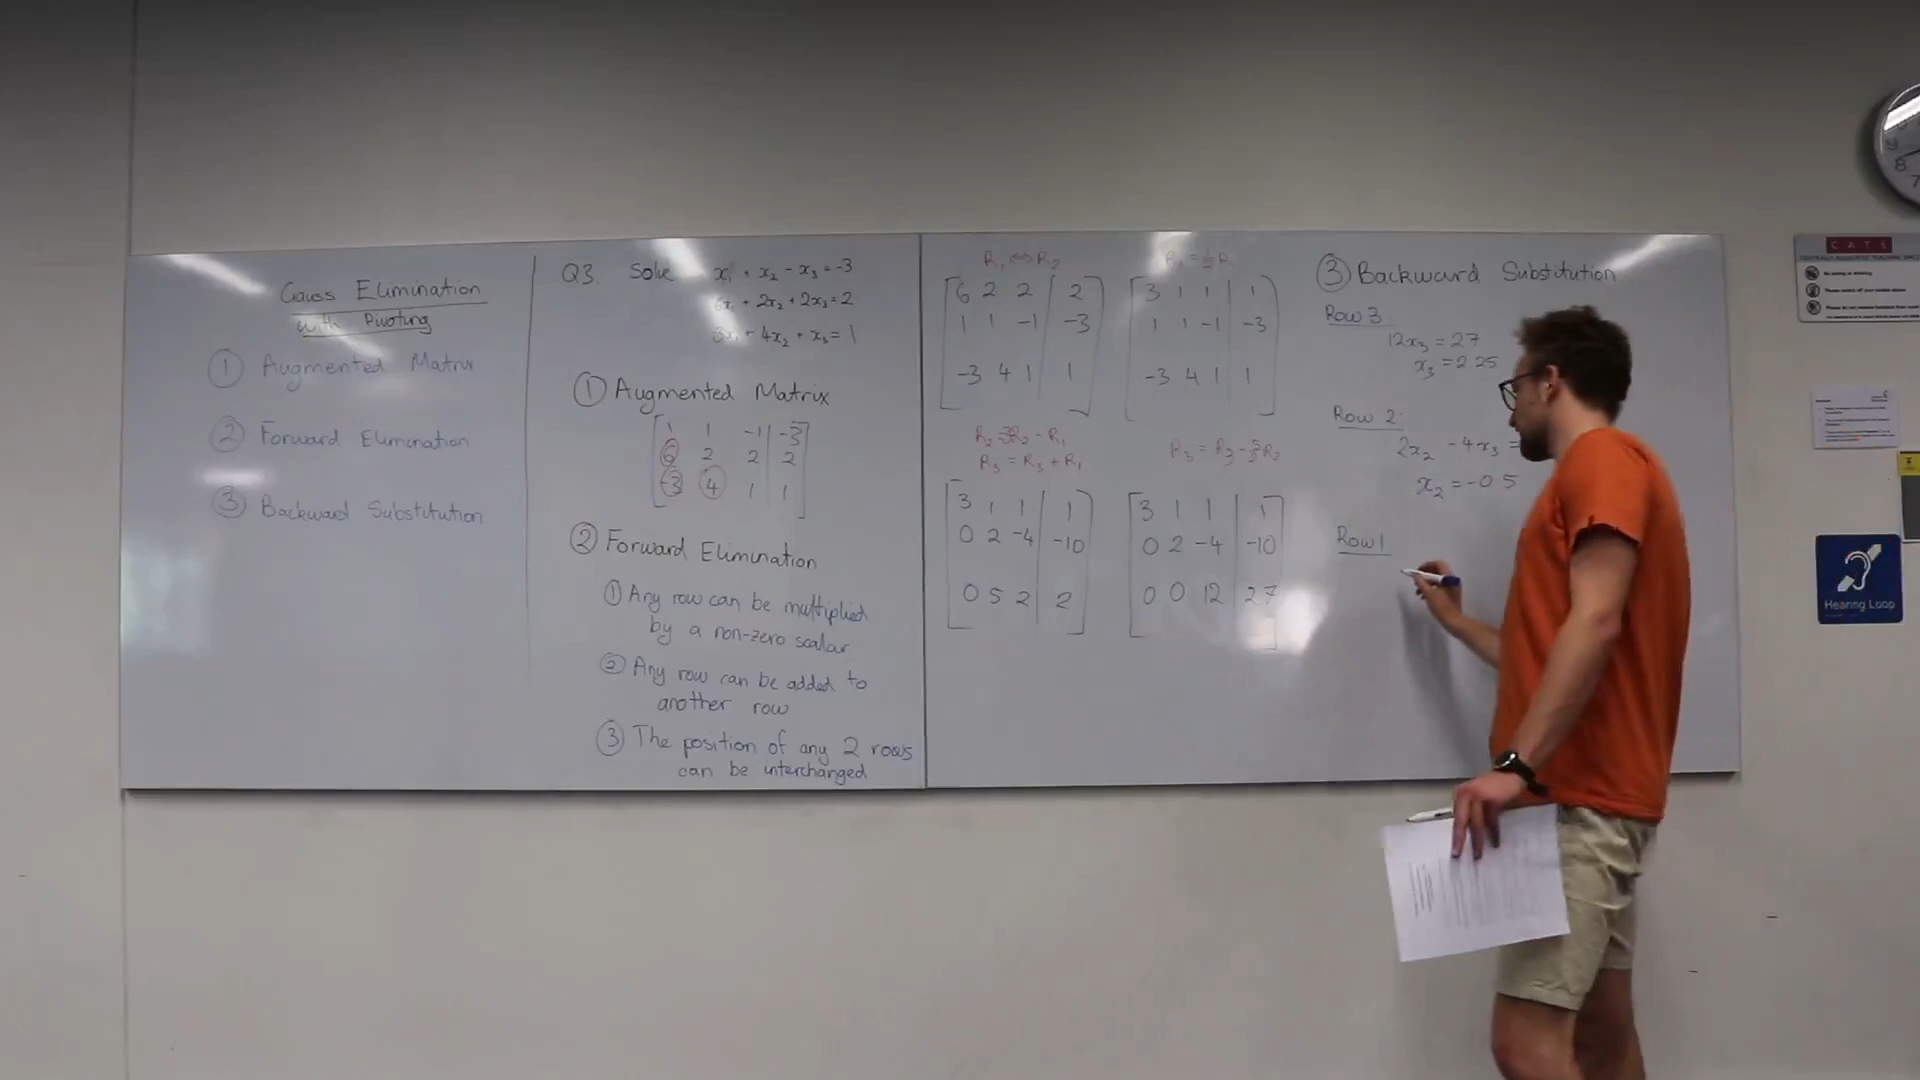 Gauss Elimination
with Pivoting
① Augmented Matrix
② Forward Elimination
③ Backward Substitution
Q3. Solve x₁ + x₂ - x₃ = -3
6x₁ + 2x₂ + 2x₃ = 2
-3x₁ + 4x₂ + x₃ = 1
① Augmented Matrix
1 1 -1 | -3
6 2 2 | 2
-3 4 1 | 1
② Forward Elimination
① Any row can be multiplied
by a non-zero scalar
② Any row can be added to
another row
③ The position of any 2 rows
can be interchanged
R₁ ⇔ R₂
6 2 2 | 2
1 1 -1 | -3
-3 4 1 | 1
R₁ = ½R₁
3 1 1 | 1
1 1 -1 | -3
-3 4 1 | 1
R₂ = 3R₂ - R₁
R₃ = R₃ + R₁
3 1 1 | 1
0 2 -4 | -10
0 5 2 | 2
R₃ = R₃ - 5/2 R₂
3 1 1 | 1
0 2 -4 | -10
0 0 12 | 27
③ Backward Substitution
Row 3:
12x₃ = 27
x₃ = 2.25
Row 2:
2x₂ - 4x₃ =
x₂ = -0.5
Row 1
CATS
Hearing Loop
8
7